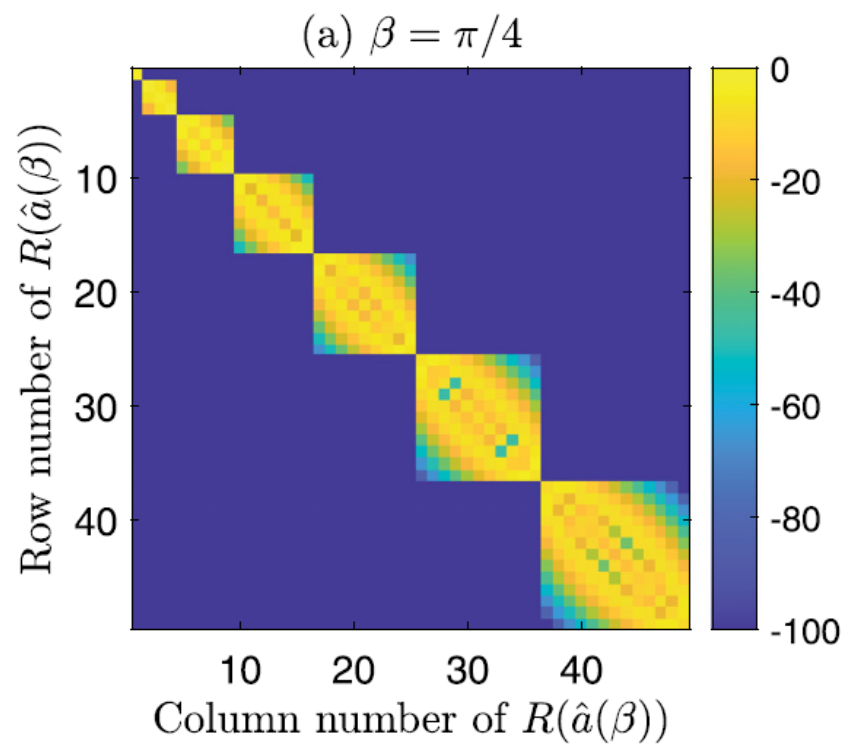 (a) β = π/4
Row number of R(â(β))
10
20
30
40
10 20 30 40
Column number of R(â(β))
0
-20
-40
-60
-80
-100